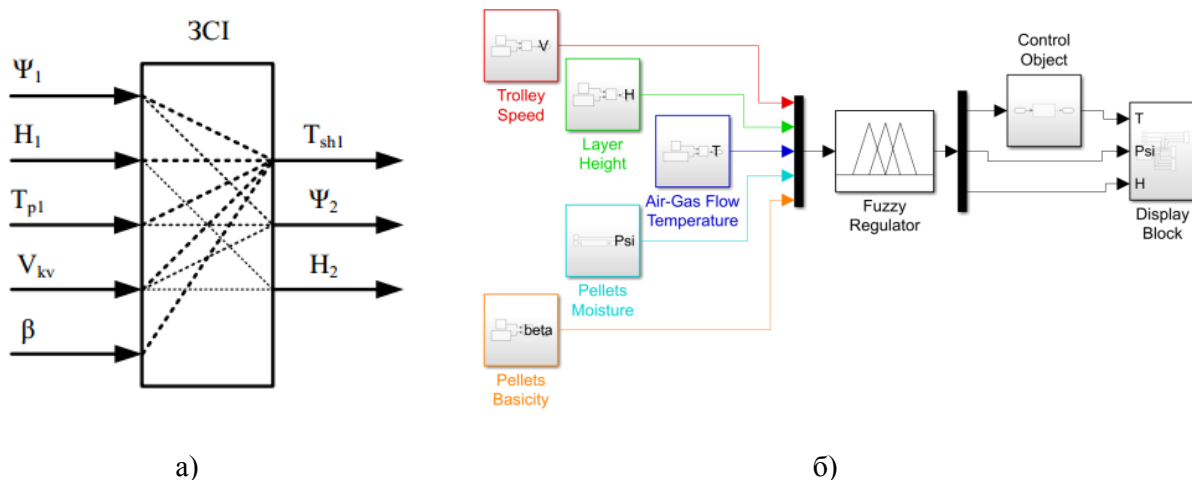 ЗСІ
Ψ1
H1
Tp1
Vkv
β
Tsh1
Ψ2
H2
а)
V
Trolley
Speed
H
Layer
Height
T
Air-Gas Flow
Temperature
Psi
Pellets
Moisture
beta
Pellets
Basicity
Fuzzy
Regulator
Control
Object
T
Psi
H
Display
Block
б)